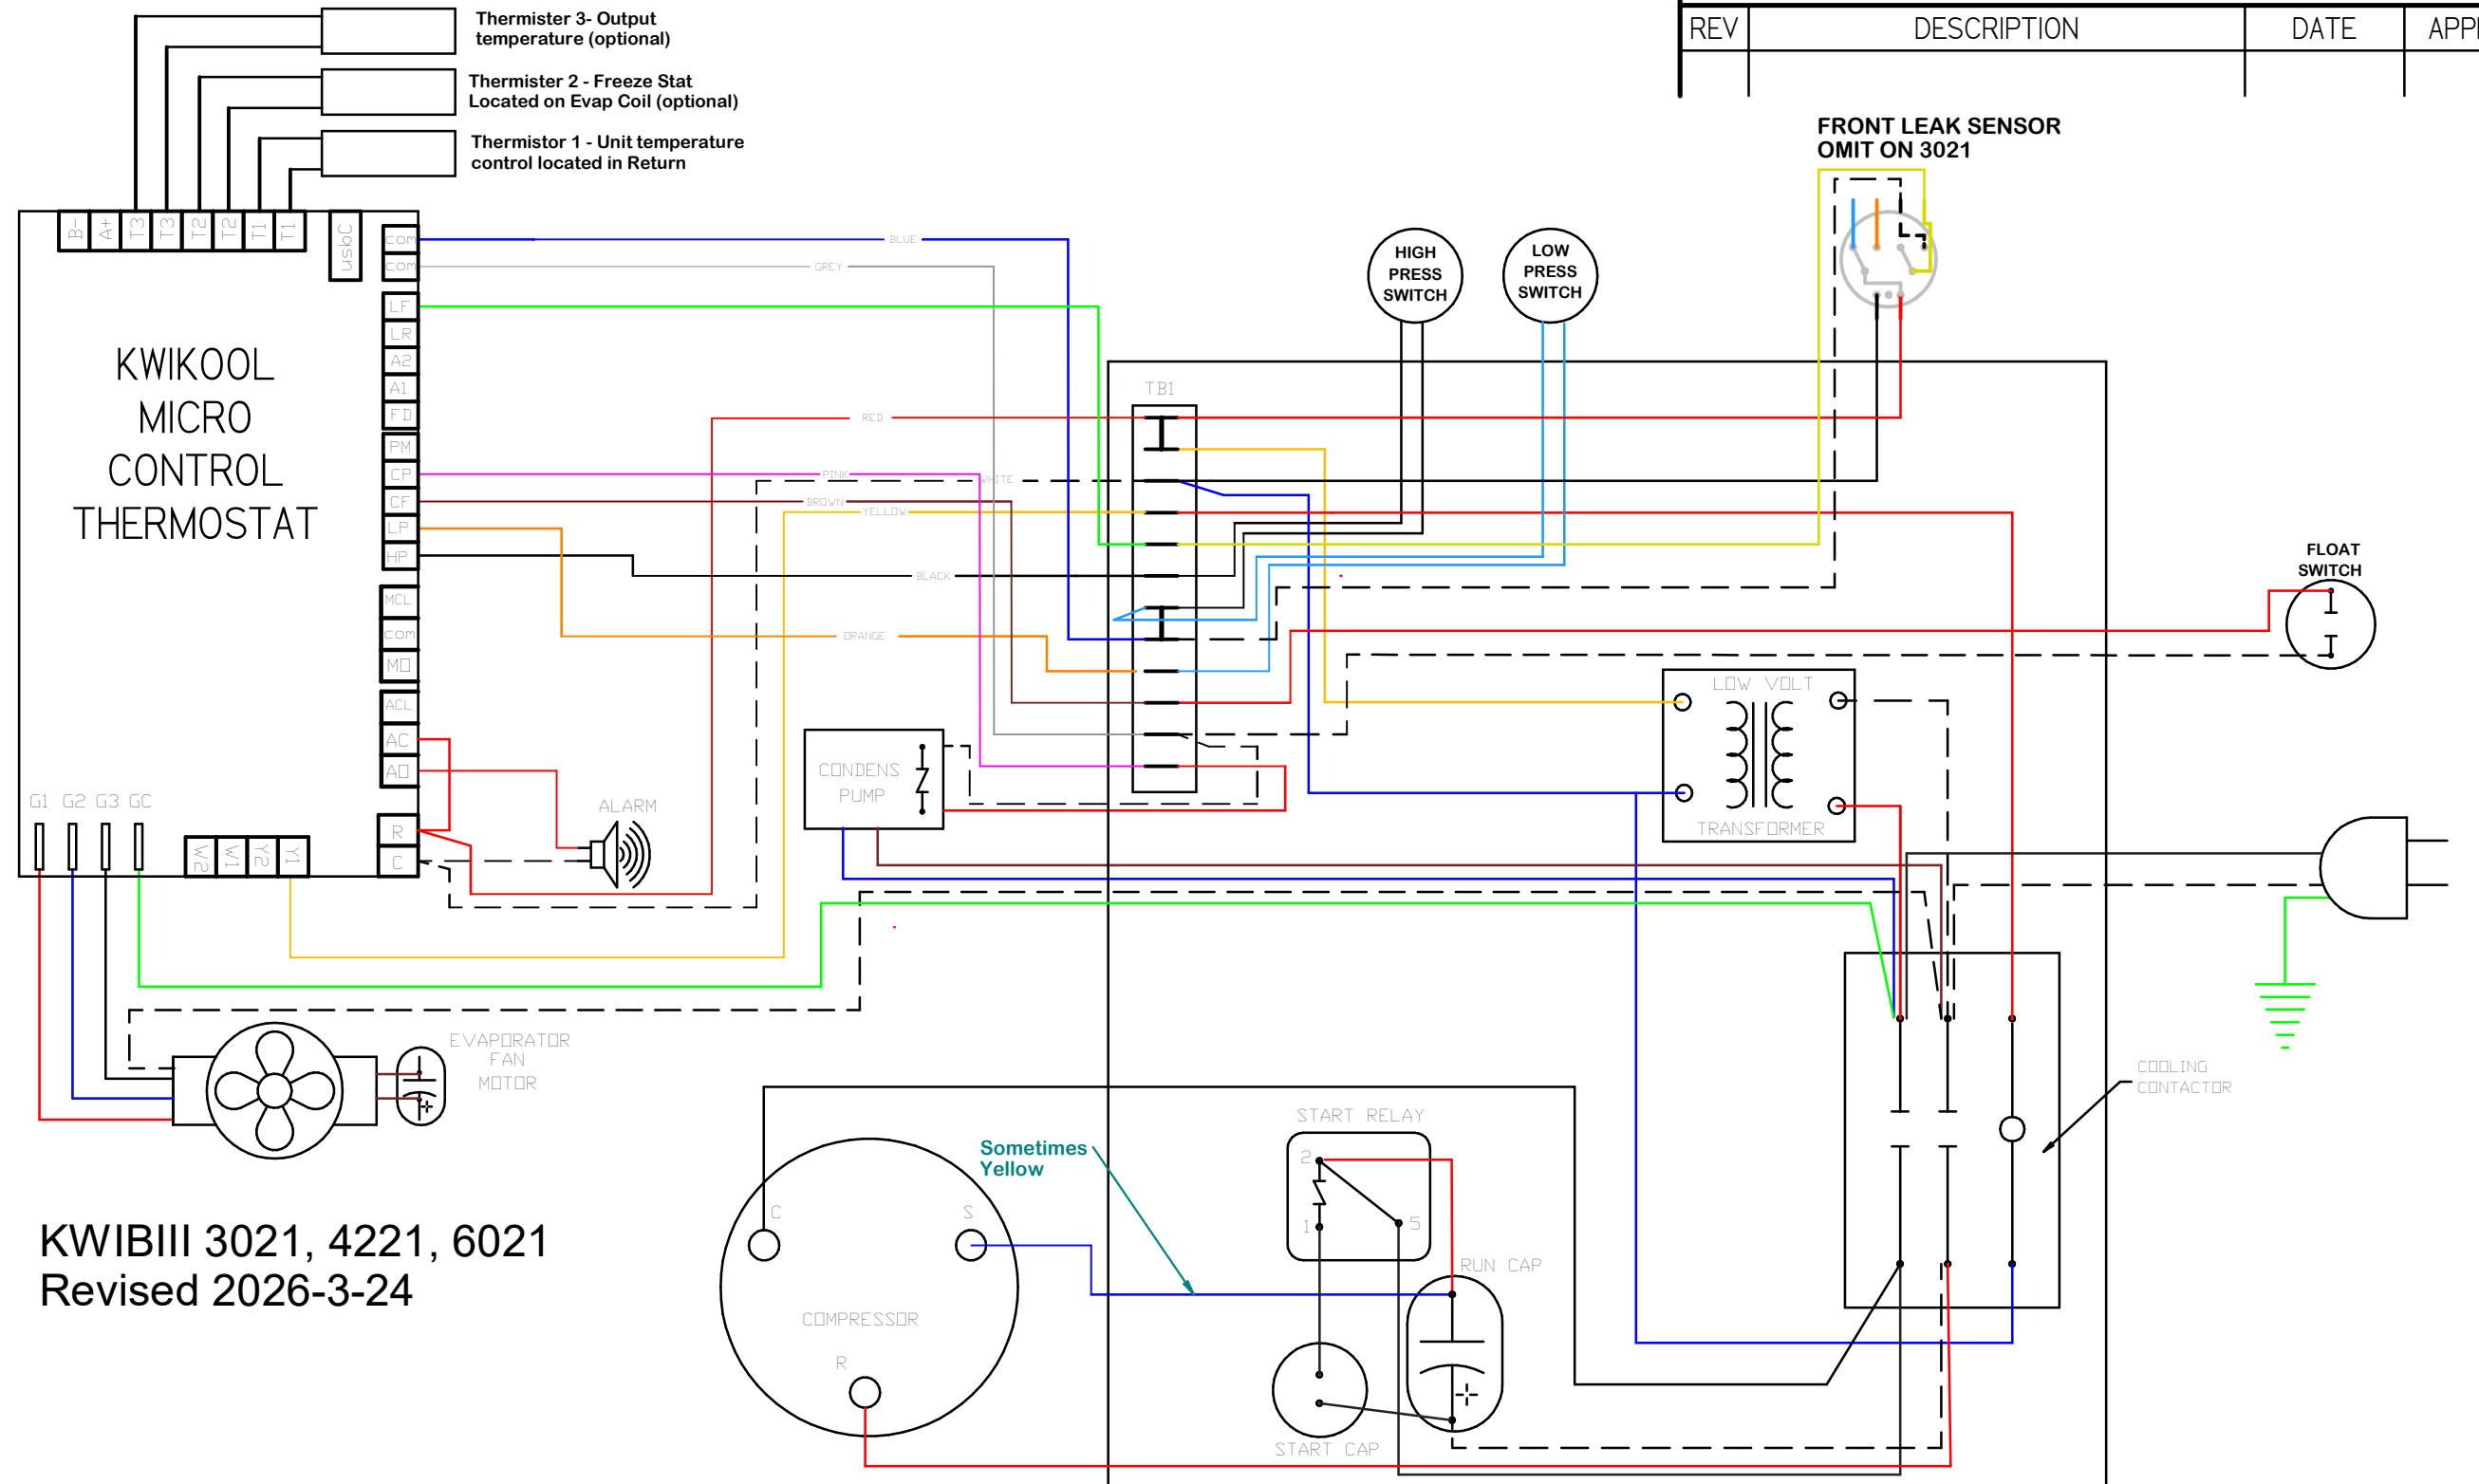 Thermister 3- Output
temperature (optional)
Thermister 2 - Freeze Stat
Located on Evap Coil (optional)
Thermistor 1 - Unit temperature
control located in Return
REV
DESCRIPTION
DATE
FRONT LEAK SENSOR
OMIT ON 3021
B-
A+
T3
T3
T2
T2
T1
T1
usbC
com
com
LF
LR
A2
A1
FD
PM
CP
CF
LP
HP
MCL
com
MO
ACL
AC
AO
R
C
KWIKOOL
MICRO
CONTROL
THERMOSTAT
G1 G2 G3 GC
W2
W1
Y2
Y1
BLUE
GREY
RED
PINK
WHITE
BROWN
YELLOW
BLACK
ORANGE
HIGH
PRESS
SWITCH
LOW
PRESS
SWITCH
TB1
FLOAT
SWITCH
LOW VOLT
TRANSFORMER
CONDENS
PUMP
ALARM
EVAPORATOR
FAN
MOTOR
COOLING
CONTACTOR
START RELAY
2
1
5
Sometimes
Yellow
C
S
R
COMPRESSOR
RUN CAP
START CAP
KWIBIII 3021, 4221, 6021
Revised 2026-3-24